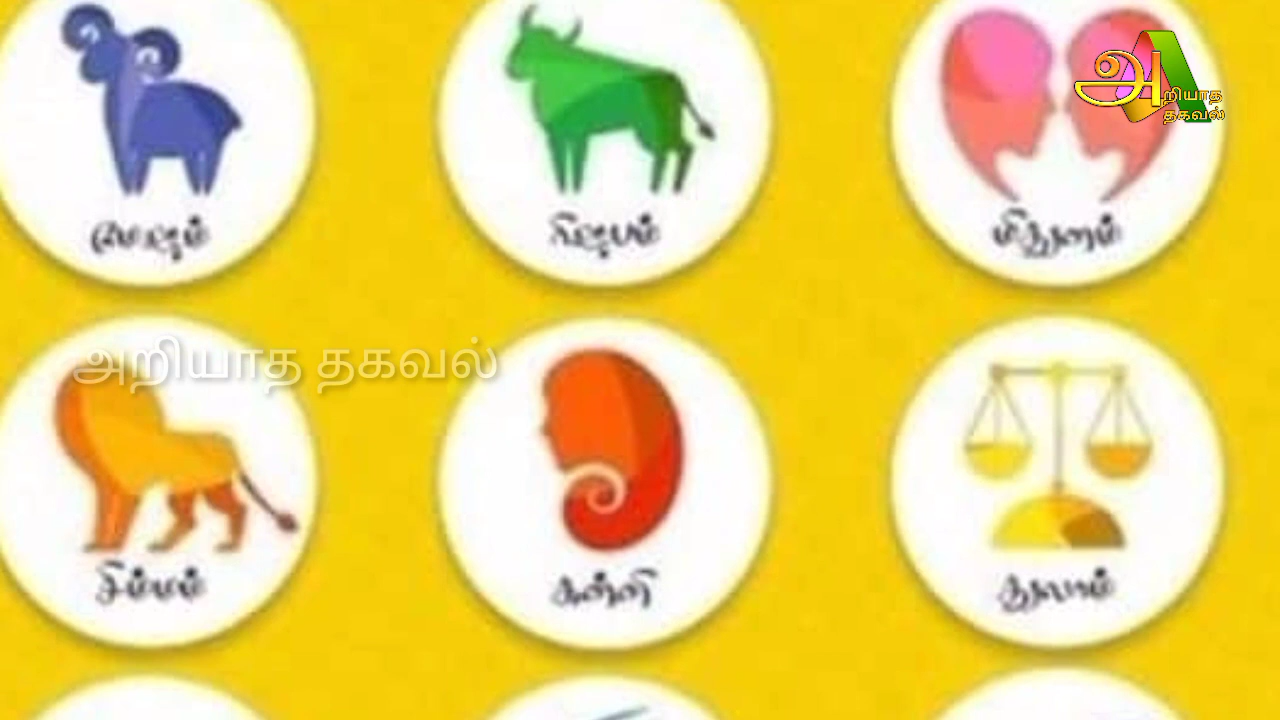 அறியாத
தகவல்
மேஷம்
ரிஷபம்
மிதுனம்
அறியாத தகவல்
சிம்மம்
கன்னி
துலாம்